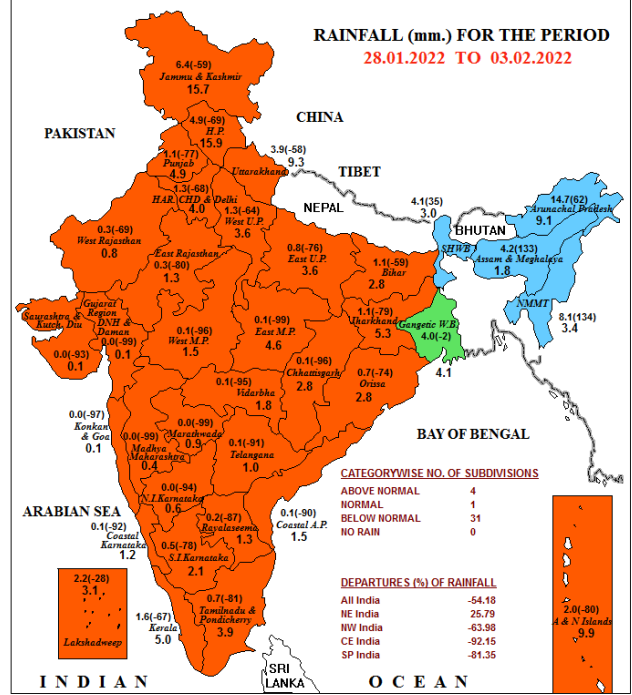 RAINFALL (mm.) FOR THE PERIOD
28.01.2022 TO 03.02.2022
6.4(-59)
Jammu & Kashmir
15.7
CHINA
4.9(-69)
H.P.
15.9
PAKISTAN
1.1(-77)
Punjab
4.9
3.9(-58)
9.3
Uttarakhand
TIBET
1.3(-68)
HAR. CHD & Delhi
4.0
1.3(-64)
West U.P.
3.6
NEPAL
4.1(35)
3.0
SHWB
BHUTAN
14.7(62)
Arunachal Pradesh
9.1
0.3(-69)
West Rajasthan
0.8
East Rajasthan
0.3(-80)
1.3
0.8(-76)
East U.P.
3.6
1.1(-59)
Bihar
2.8
4.2(133)
Assam & Meghalaya
1.8
NMMT
8.1(134)
3.4
Saurashtra &
Kutch, Diu
0.0(-93)
0.1
Gujarat
Region
DNH &
Daman
0.0(-99)
0.1
0.1(-96)
West M.P.
1.5
0.1(-99)
East M.P.
4.6
1.1(-79)
Jharkhand
5.3
Gangetic W.B.
4.0(-2)
4.1
0.1(-96)
Chhattisgarh
2.8
0.7(-74)
Orissa
2.8
0.1(-95)
Vidarbha
1.8
0.0(-97)
Konkan
& Goa
0.1
0.0(-99)
Madhya
Maharashtra
0.4
0.0(-99)
Marathwada
0.9
0.1(-91)
Telangana
1.0
BAY OF BENGAL
0.0(-94)
N.I.Karnataka
0.6
ARABIAN SEA
0.1(-92)
Coastal
Karnataka
1.2
0.2(-87)
Rayalaseema
1.3
0.1(-90)
Coastal A.P.
1.5
0.5(-78)
S.I.Karnataka
2.1
2.2(-28)
3.1
Lakshadweep
1.6(-67)
Kerala
5.0
0.7(-81)
Tamilnadu &
Pondicherry
3.9
CATEGORYWISE NO. OF SUBDIVISIONS
ABOVE NORMAL 4
NORMAL 1
BELOW NORMAL 31
NO RAIN 0
DEPARTURES (%) OF RAINFALL
All India -54.18
NE India 25.79
NW India -63.98
CE India -92.15
SP India -81.35
2.0(-80)
A & N Islands
9.9
SRI
LANKA
INDIAN OCEAN